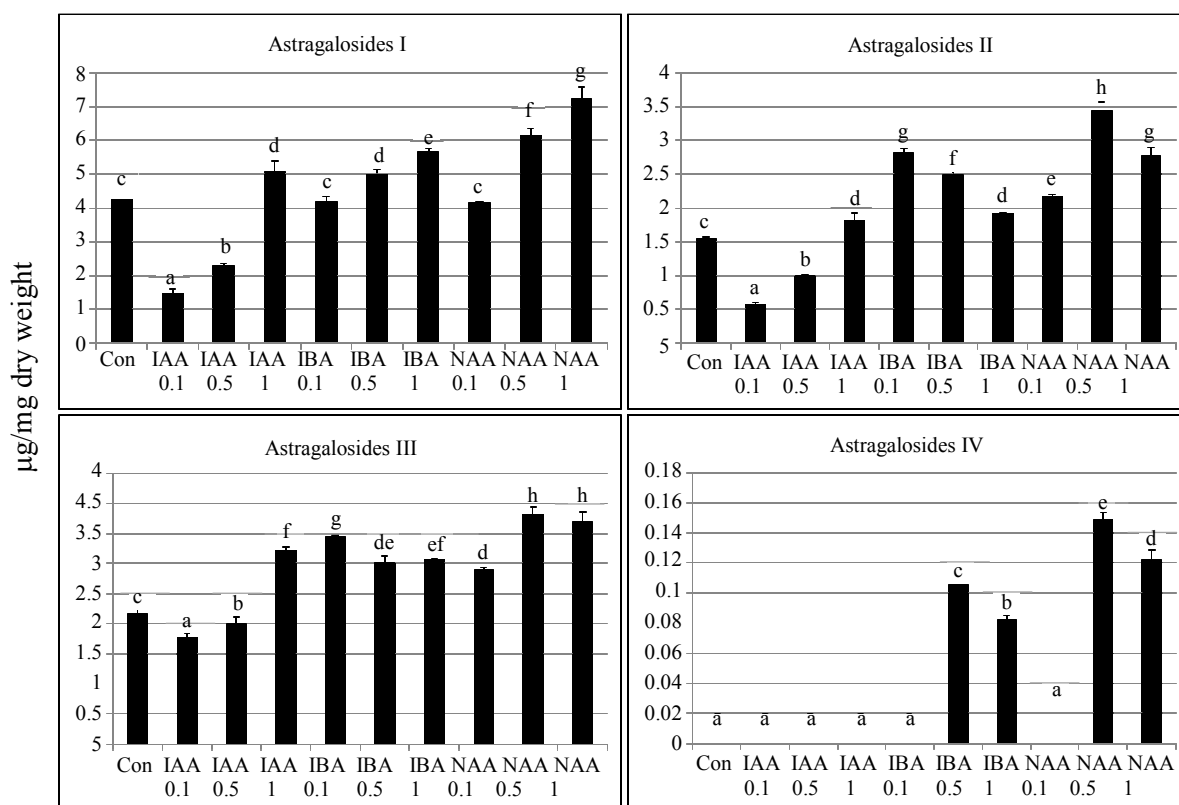 µg/mg dry weight
Astragalosides I
8
7
6
5
4
3
2
1
0
c
a
b
d
c
d
e
c
f
g
Con IAA IAA IAA IBA IBA IBA NAA NAA NAA
0.1 0.5 1 0.1 0.5 1 0.1 0.5 1
Astragalosides II
4
3.5
3
2.5
2
1.5
1
0.5
5
c
a
b
d
g
f
d
e
h
g
Con IAA IAA IAA IBA IBA IBA NAA NAA NAA
0.1 0.5 1 0.1 0.5 1 0.1 0.5 1
Astragalosides III
4
4.5
3.5
3
2.5
2
1.5
1
0.5
5
c
a
b
f
g
de
ef
d
h
h
Con IAA IAA IAA IBA IBA IBA NAA NAA NAA
0.1 0.5 1 0.1 0.5 1 0.1 0.5 1
Astragalosides IV
0.18
0.16
0.14
0.12
0.1
0.08
0.06
0.04
0.02
0
a
a
a
a
a
c
b
a
e
d
Con IAA IAA IAA IBA IBA IBA NAA NAA NAA
0.1 0.5 1 0.1 0.5 1 0.1 0.5 1